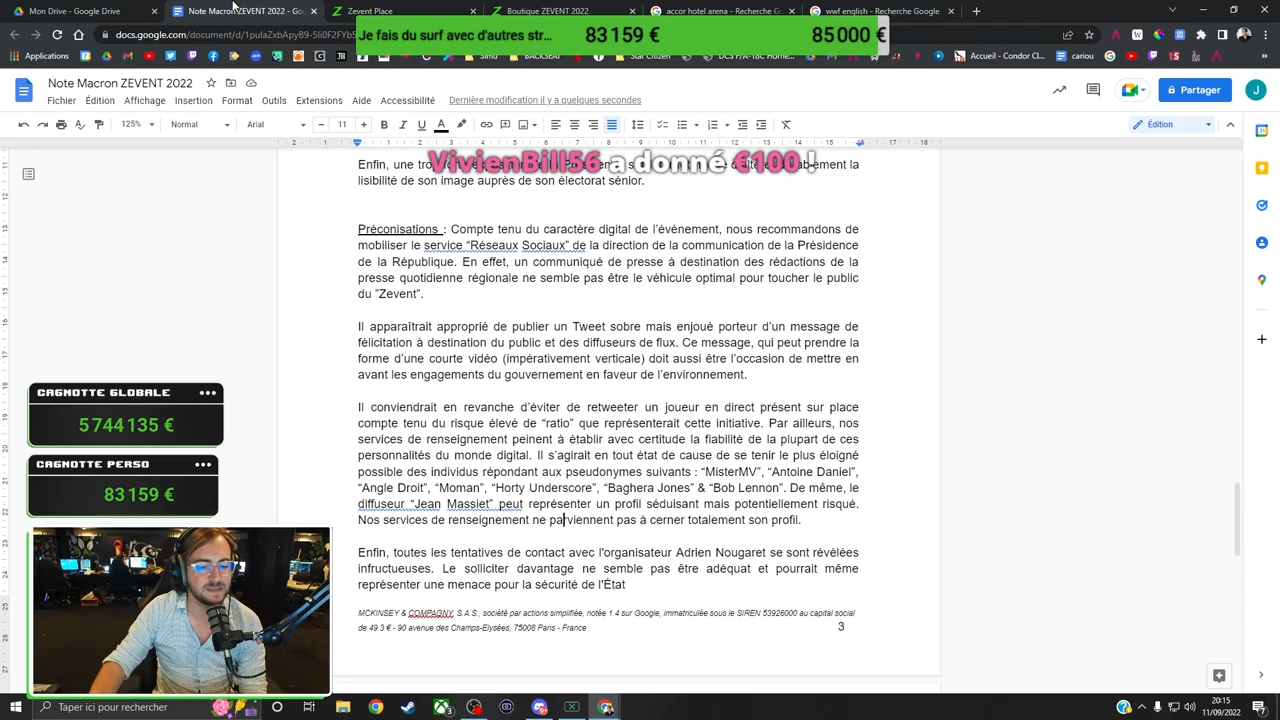 Mon Drive - Google Drive
Note Macron ZEVENT 2022 - Go
accor arena - Recherche Google
wgf - Recherche Google
docs.google.com/document/d/1pulaZxbApyB9-5Ii0F2FYb5
Je fais du surf avec d'autres str... 83 159 € 85 000 €
Applications
Simu
BACKSEAT
Star Citizen
DCS F/A-18C Horne...
cariou
Accueil - Condor Cl...
Note Macron ZEVENT 2022
Fichier Édition Affichage Insertion Format Outils Extensions Aide Accessibilité Dernière modification il y a quelques secondes
Partager
J
125% Normal Arial 11 Édition
VivienBill56 a donné €100 !
Enfin, une
la
lisibilité de son image auprès de son électorat sénior.
Préconisations : Compte tenu du caractère digital de l'événement, nous recommandons de
mobiliser le service “Réseaux Sociaux” de la direction de la communication de la Présidence
de la République. En effet, un communiqué de presse à destination des rédactions de la
presse quotidienne régionale ne semble pas être le véhicule optimal pour toucher le public
du ”Zevent”.
Il apparaîtrait approprié de publier un Tweet sobre mais enjoué porteur d'un message de
félicitation à destination du public et des diffuseurs de flux. Ce message, qui peut prendre la
forme d'une courte vidéo (impérativement verticale) doit aussi être l'occasion de mettre en
avant les engagements du gouvernement en faveur de l'environnement.
Il conviendrait en revanche d'éviter de retweeter un joueur en direct présent sur place
compte tenu du risque élevé de “ratio” que représenterait cette initiative. Par ailleurs, nos
services de renseignement peinent à établir avec certitude la fiabilité de la plupart de ces
personnalités du monde digital. Il s'agirait en tout état de cause de se tenir le plus éloigné
possible des individus répondant aux pseudonymes suivants : “MisterMV”, “Antoine Daniel”,
“Angle Droit”, “Moman”, “Horty Underscore”, “Baghera Jones” & “Bob Lennon”. De même, le
diffuseur “Jean Massiet” peut représenter un profil séduisant mais potentiellement risqué.
Nos services de renseignement ne parviennent pas à cerner totalement son profil.
Enfin, toutes les tentatives de contact avec l'organisateur Adrien Nougaret se sont révélées
infructueuses. Le solliciter davantage ne semble pas être adéquat et pourrait même
représenter une menace pour la sécurité de l'État
MCKINSEY & COMPAGNY, S.A.S., société par actions simplifiée, notée 1.4 sur Google, immatriculée sous le SIREN 53926000 au capital social
de 49.3 € - 90 avenue des Champs-Elysées, 75008 Paris - France 3
CAGNOTTE GLOBALE
5 744 135 €
CAGNOTTE PERSO
83 159 €
Taper ici pour rechercher
20:15
11/09/2022